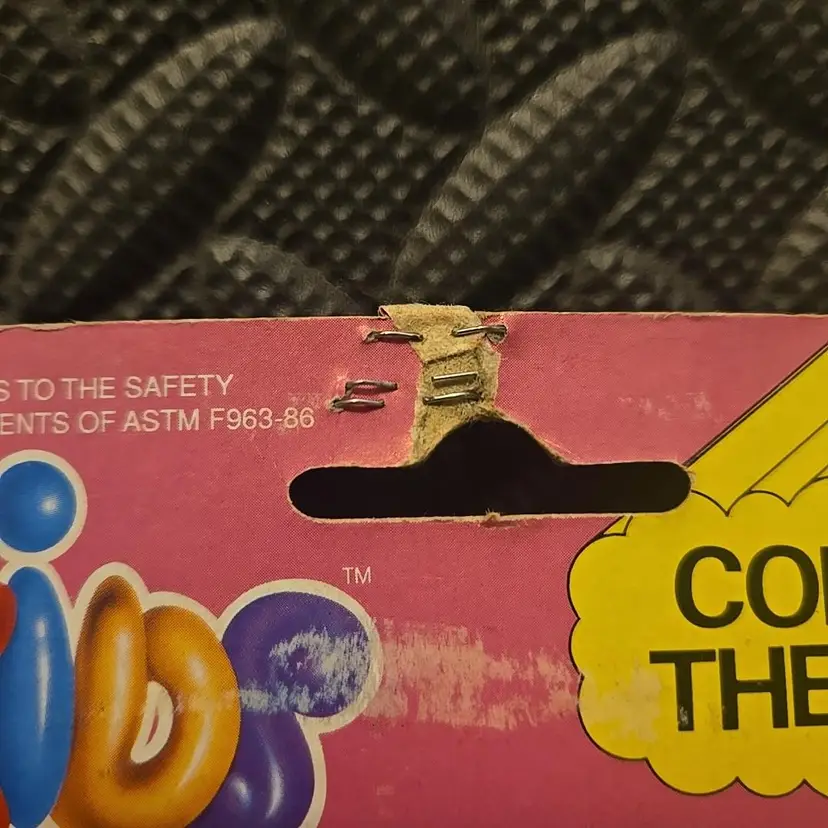 S TO THE SAFETY
ENTS OF ASTM F963-86
TM
CO
THE